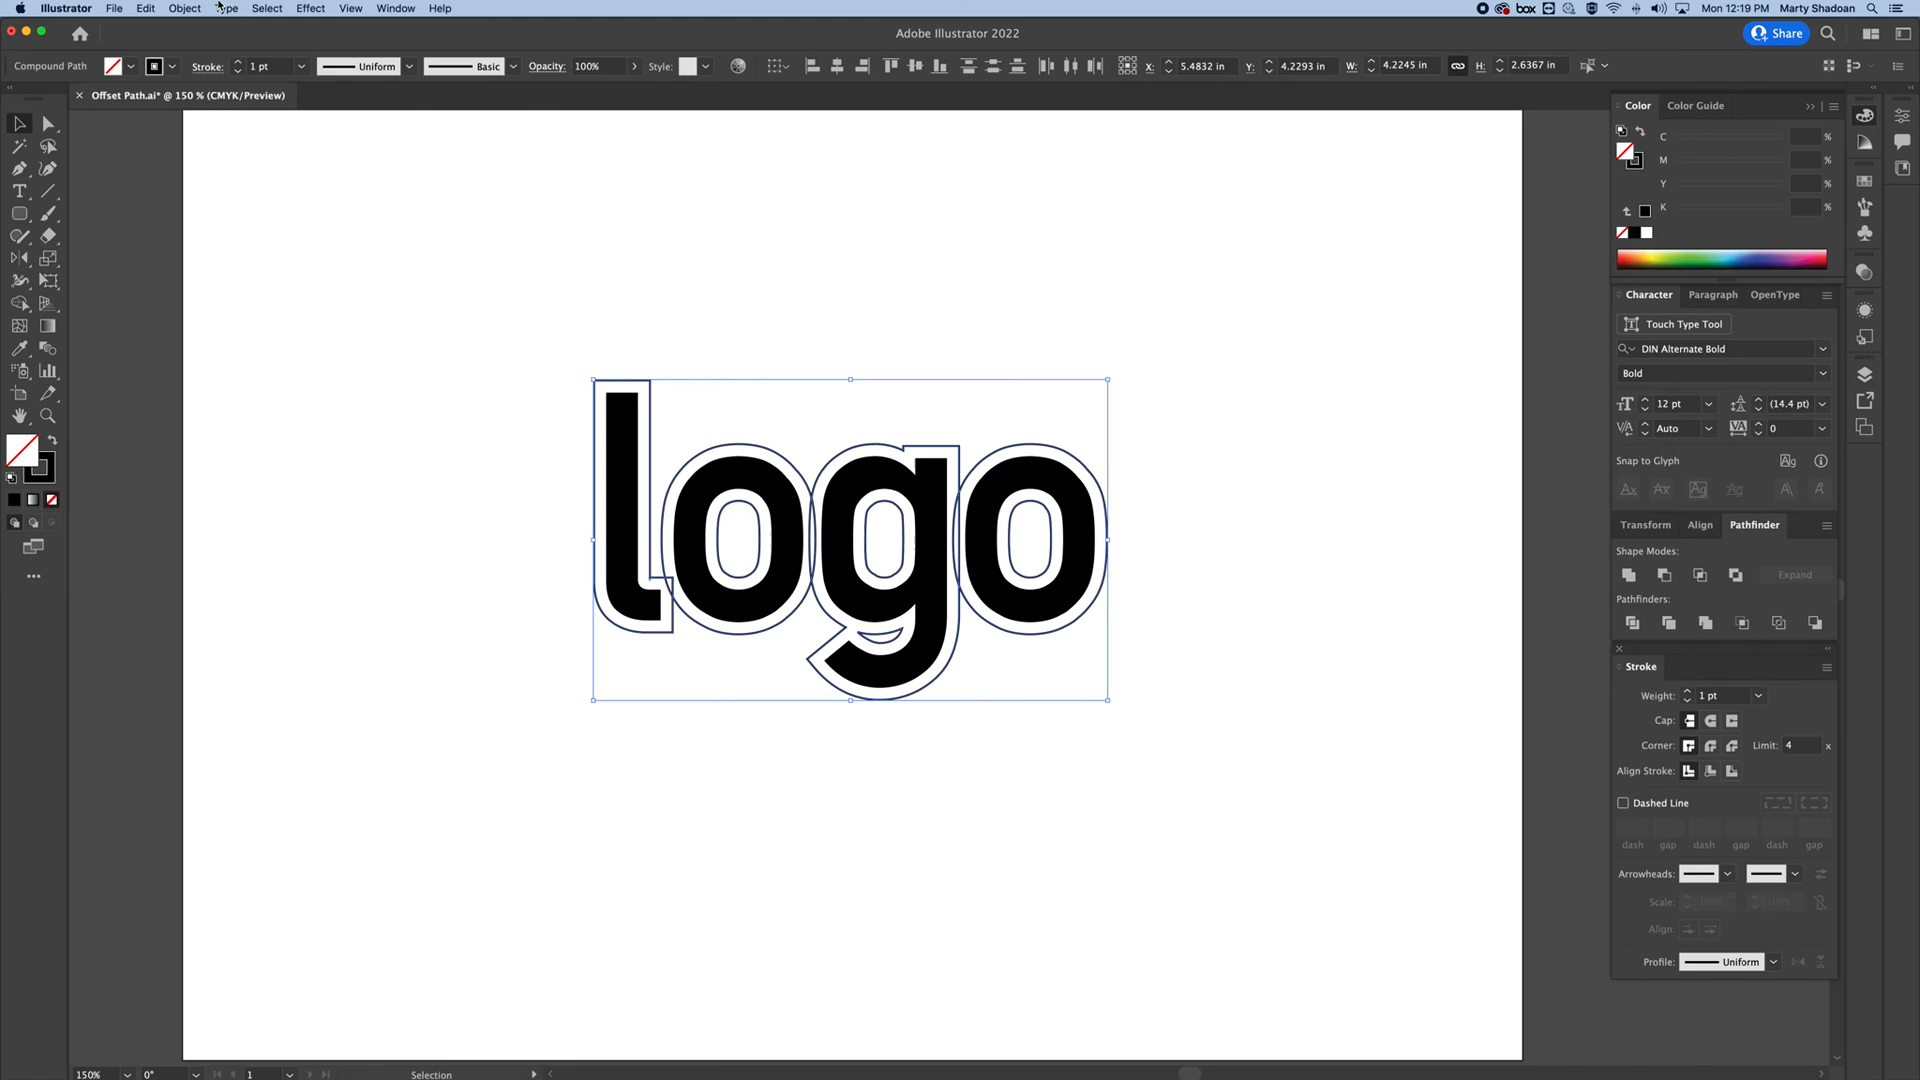 Illustrator File Edit Object Type Select Effect View Window Help
box
Mon 12:19 PM Marty Shadoan
Adobe Illustrator 2022
Share
Compound Path
Stroke: 1 pt
Uniform
Basic
Opacity: 100%
Style:
X: 5.4832 in
Y: 4.2293 in
W: 4.2245 in
H: 2.6367 in
× Offset Path.ai* @ 150 % (CMYK/Preview)
logo
Color Color Guide
C %
M %
Y %
K %
Character Paragraph OpenType
Touch Type Tool
DIN Alternate Bold
Bold
12 pt (14.4 pt)
Auto 0
Snap to Glyph
Transform Align Pathfinder
Shape Modes:
Expand
Pathfinders:
Stroke
Weight: 1 pt
Cap:
Corner: Limit: 4 x
Align Stroke:
Dashed Line
dash gap dash gap dash gap
Arrowheads:
Scale: 100% 100%
Align:
Profile: Uniform
150% 0° 1 Selection